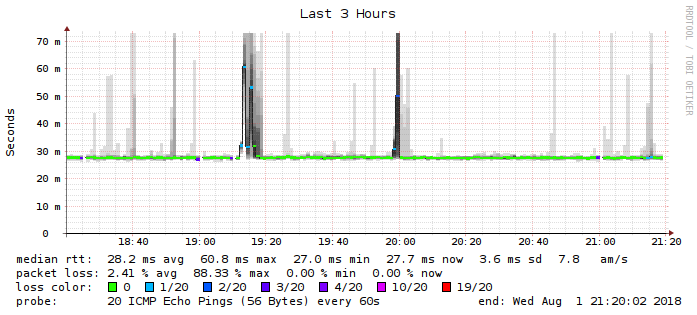 Last 3 Hours
RRDTOOL / TOBI OETIKER
Seconds
70 m
60 m
50 m
40 m
30 m
20 m
10 m
0
18:40 19:00 19:20 19:40 20:00 20:20 20:40 21:00 21:20
median rtt: 28.2 ms avg 60.8 ms max 27.0 ms min 27.7 ms now 3.6 ms sd 7.8 am/s
packet loss: 2.41 % avg 88.33 % max 0.00 % min 0.00 % now
loss color: 0 1/20 2/20 3/20 4/20 10/20 19/20
probe: 20 ICMP Echo Pings (56 Bytes) every 60s end: Wed Aug 1 21:20:02 2018